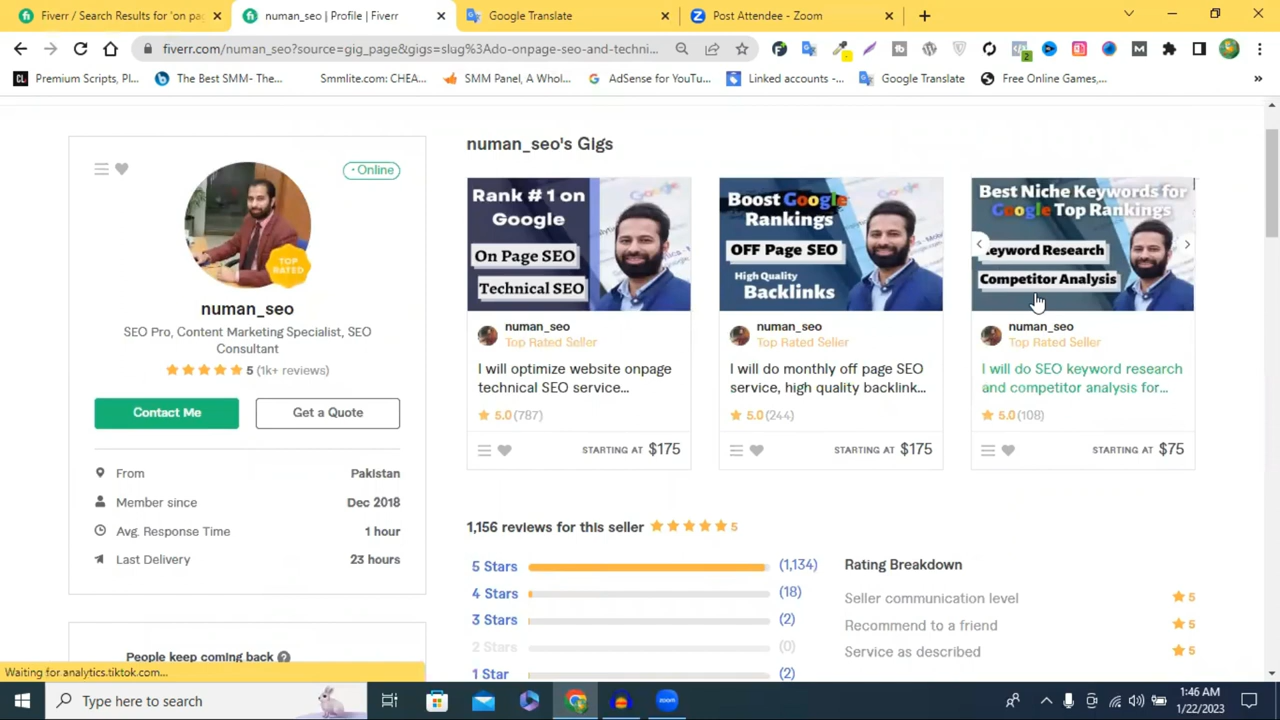 Fiverr / Search Results for 'on pa
numan_seo | Profile | Fiverr
Google Translate
Post Attendee - Zoom
fiverr.com/numan_seo?source=gig_page&gigs=slug%3Ado-onpage-seo-and-techni...
Premium Scripts, Pl...
The Best SMM- The...
Smmlite.com: CHEA...
SMM Panel, A Whol...
AdSense for YouTu...
Linked accounts -...
Google Translate
Free Online Games,...
numan_seo's Gigs
Online
TOP RATED
numan_seo
SEO Pro, Content Marketing Specialist, SEO
Consultant
5 (1k+ reviews)
Contact Me
Get a Quote
From Pakistan
Member since Dec 2018
Avg. Response Time 1 hour
Last Delivery 23 hours
People keep coming back
Rank # 1 on
Google
On Page SEO
Technical SEO
numan_seo
Top Rated Seller
I will optimize website onpage
technical SEO service...
5.0 (787)
STARTING AT $175
Boost Google
Rankings
OFF Page SEO
High Quality
Backlinks
numan_seo
Top Rated Seller
I will do monthly off page SEO
service, high quality backlink...
5.0 (244)
STARTING AT $175
Best Niche Keywords for
Google Top Rankings
eyword Research
Competitor Analysis
numan_seo
Top Rated Seller
I will do SEO keyword research
and competitor analysis for...
5.0 (108)
STARTING AT $75
1,156 reviews for this seller 5
5 Stars (1,134)
4 Stars (18)
3 Stars (2)
2 Stars (0)
1 Star (2)
Rating Breakdown
Seller communication level 5
Recommend to a friend 5
Service as described 5
Waiting for analytics.tiktok.com...
Type here to search
zoom
1:46 AM
1/22/2023